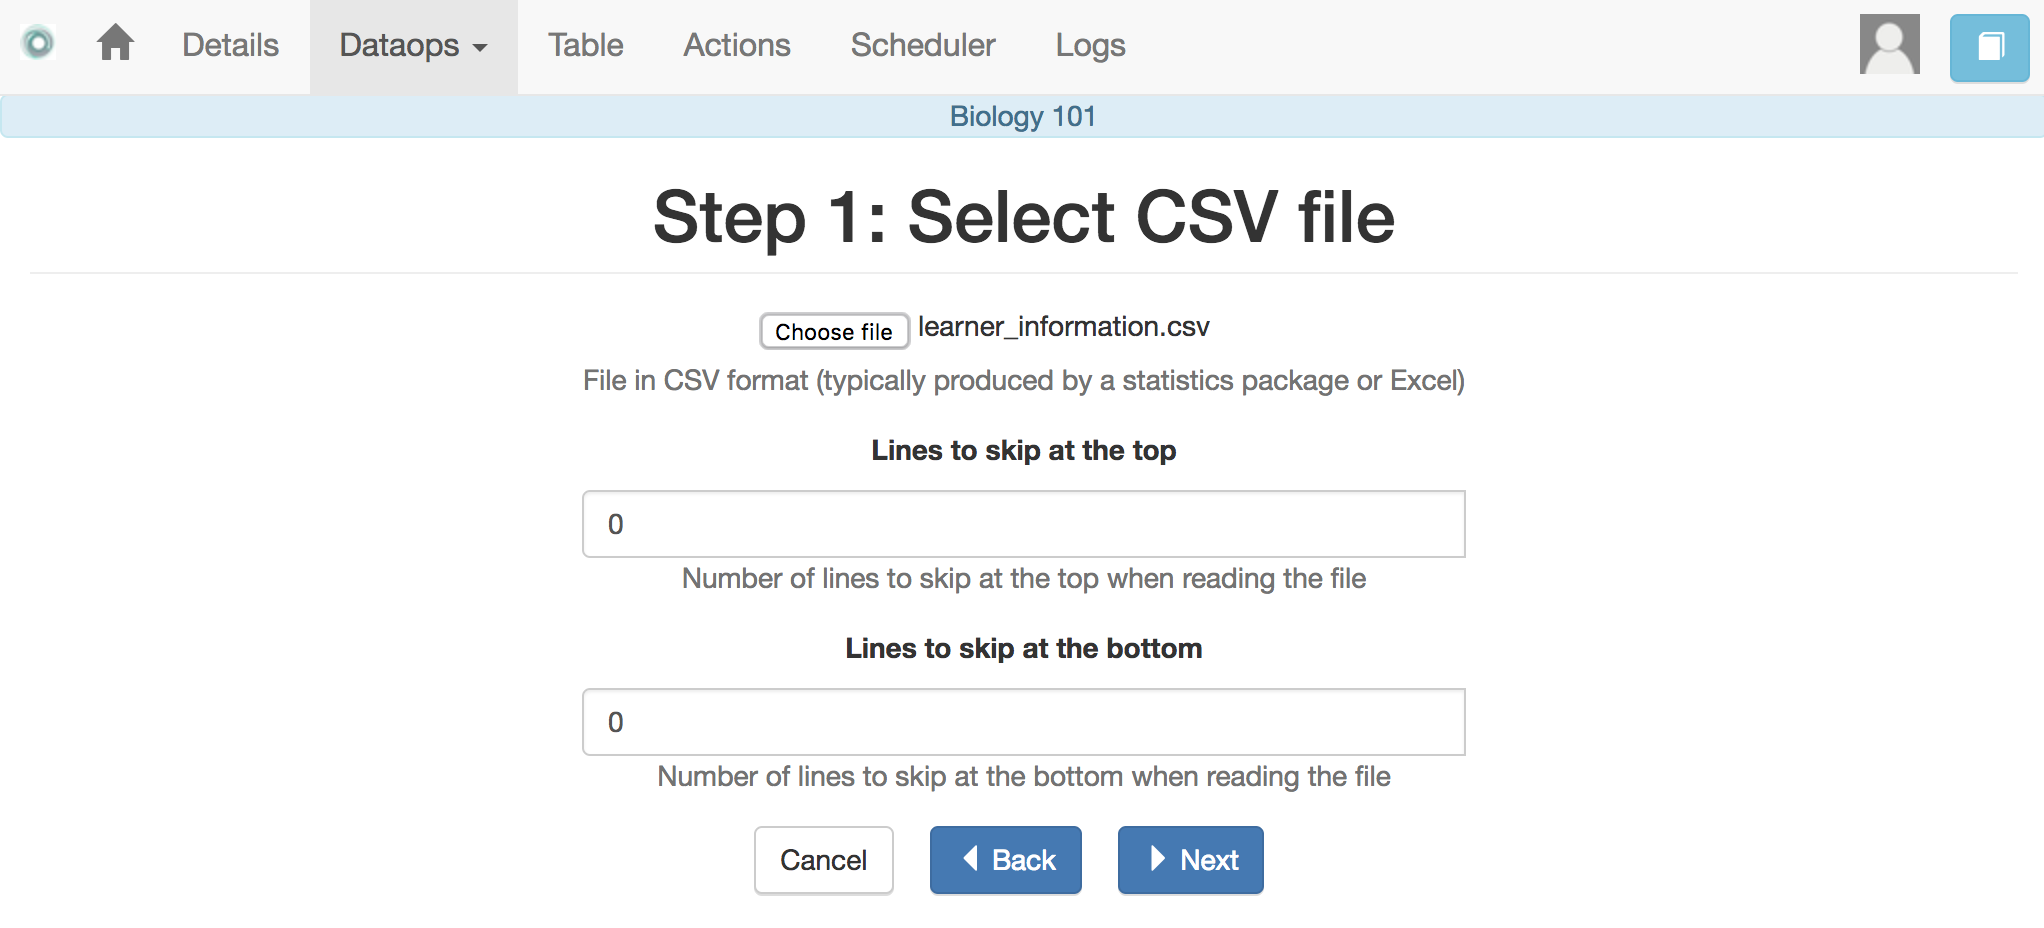 Details Dataops Table Actions Scheduler Logs
Biology 101
Step 1: Select CSV file
Choose file learner_information.csv
File in CSV format (typically produced by a statistics package or Excel)
Lines to skip at the top
0
Number of lines to skip at the top when reading the file
Lines to skip at the bottom
0
Number of lines to skip at the bottom when reading the file
Cancel Back Next